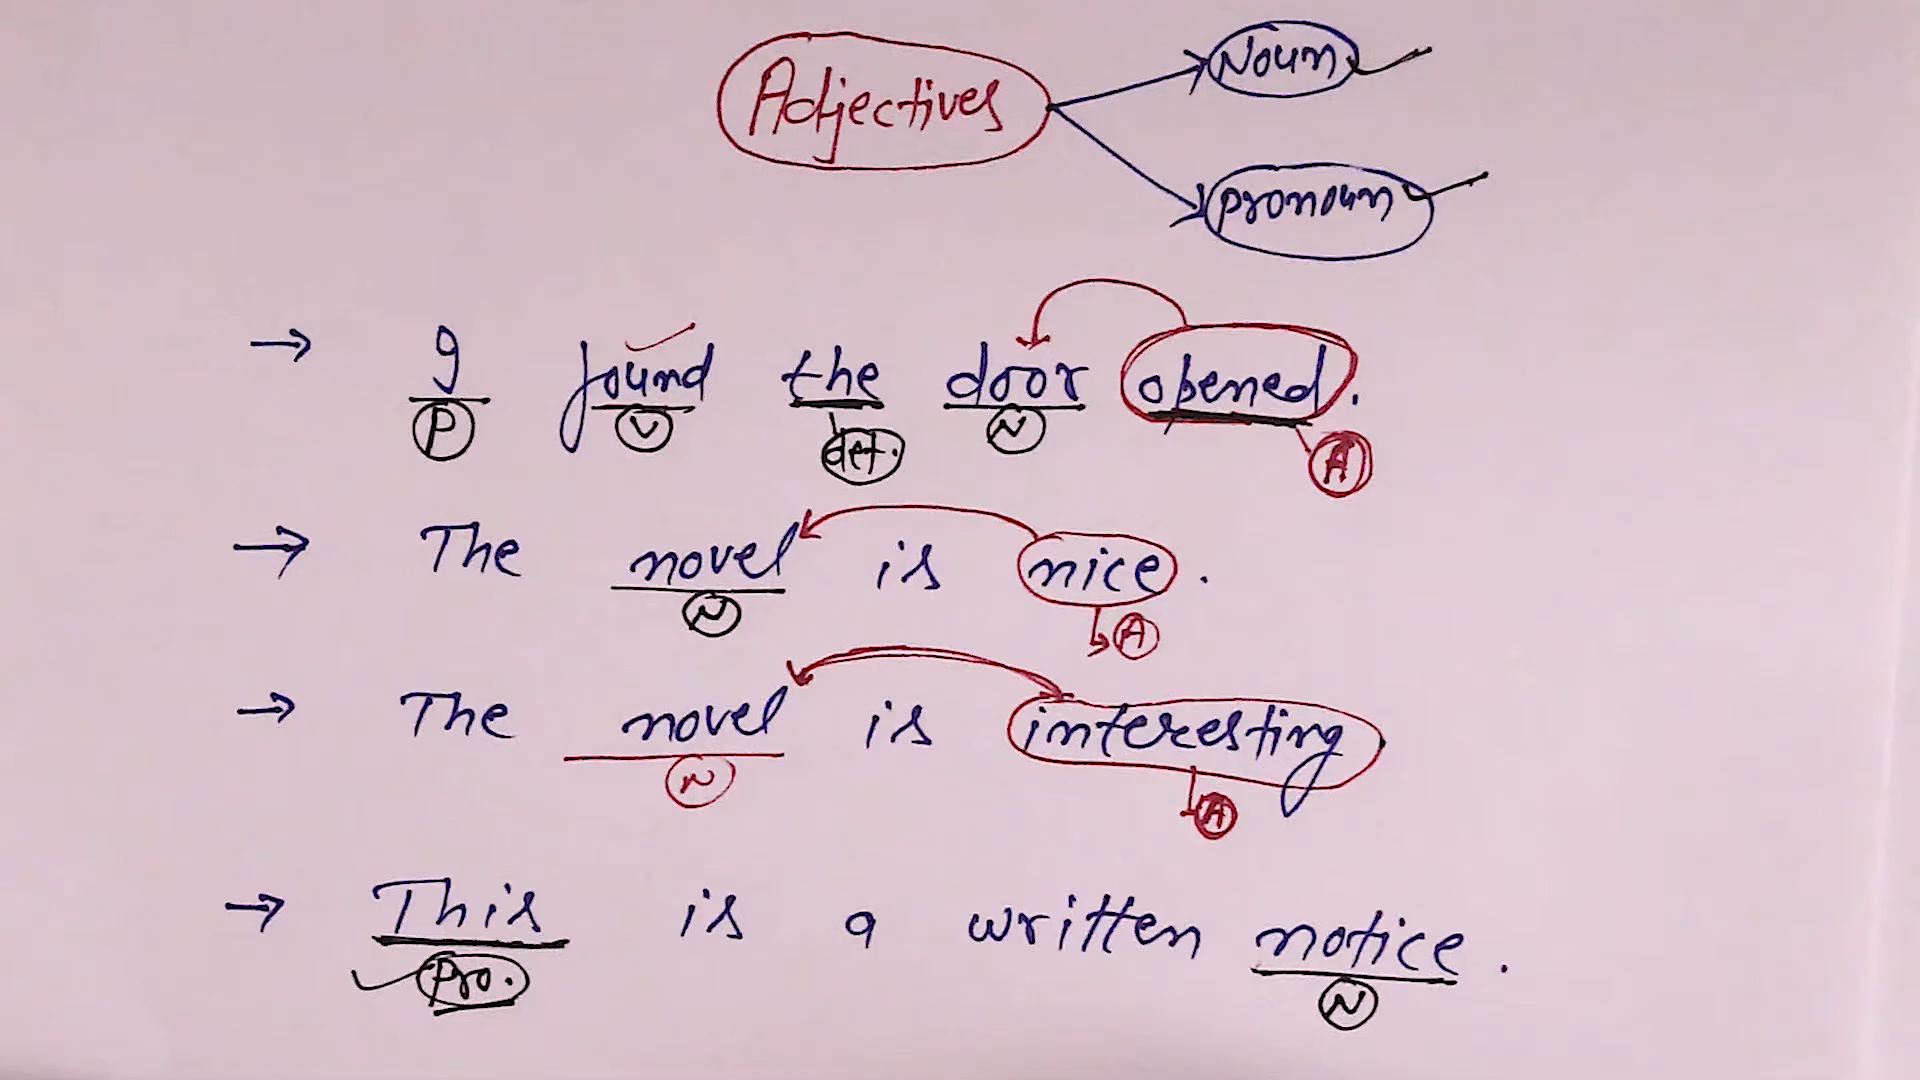 Adjectives
Noun
pronoun
→ I found the door opened.
P V det. N A
→ The novel is nice.
N A
→ The novel is interesting
N A
→ This is a written notice.
Pro. N